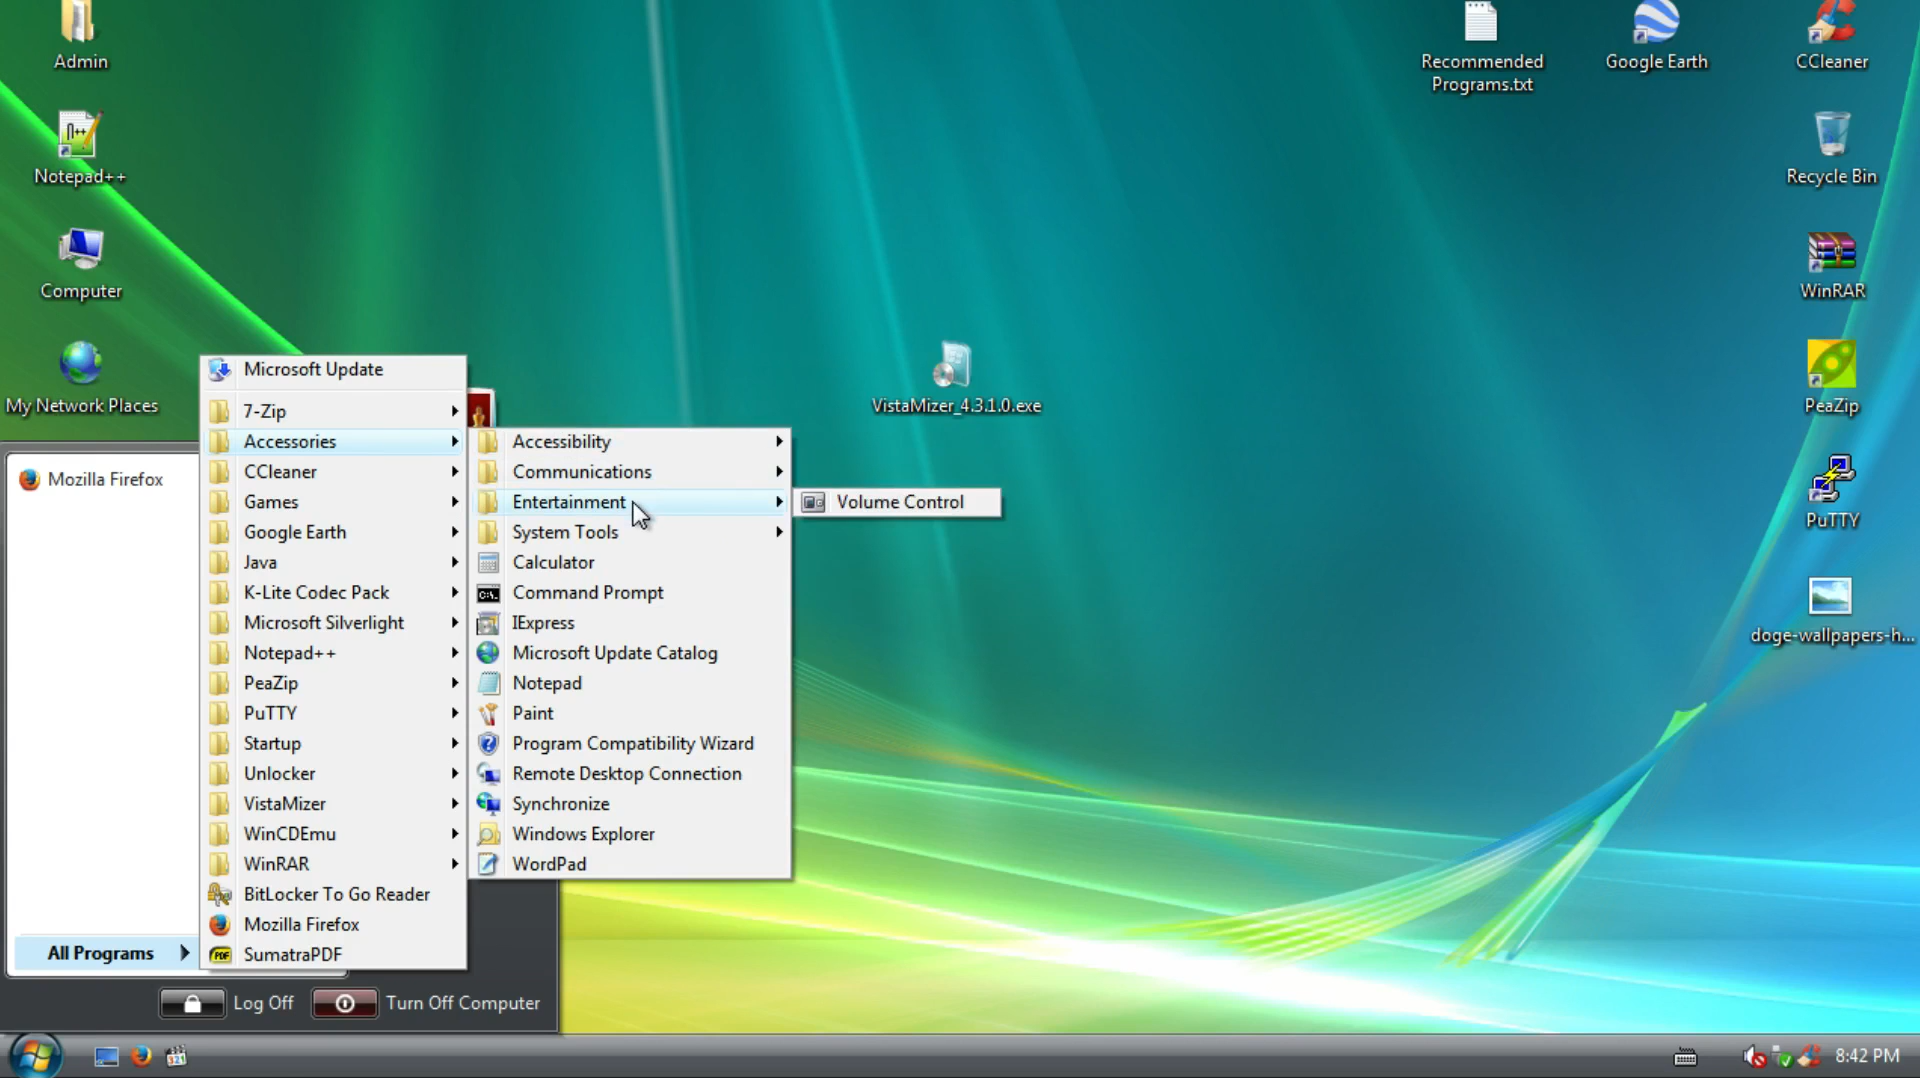 Admin
Notepad++
Computer
My Network Places
Recommended
Programs.txt
Google Earth
CCleaner
Recycle Bin
WinRAR
PeaZip
PuTTY
doge-wallpapers-h...
VistaMizer_4.3.1.0.exe
Mozilla Firefox
All Programs
Microsoft Update
7-Zip
Accessories
CCleaner
Games
Google Earth
Java
K-Lite Codec Pack
Microsoft Silverlight
Notepad++
PeaZip
PuTTY
Startup
Unlocker
VistaMizer
WinCDEmu
WinRAR
BitLocker To Go Reader
Mozilla Firefox
SumatraPDF
Accessibility
Communications
Entertainment
System Tools
Calculator
Command Prompt
IExpress
Microsoft Update Catalog
Notepad
Paint
Program Compatibility Wizard
Remote Desktop Connection
Synchronize
Windows Explorer
WordPad
Volume Control
Log Off
Turn Off Computer
8:42 PM